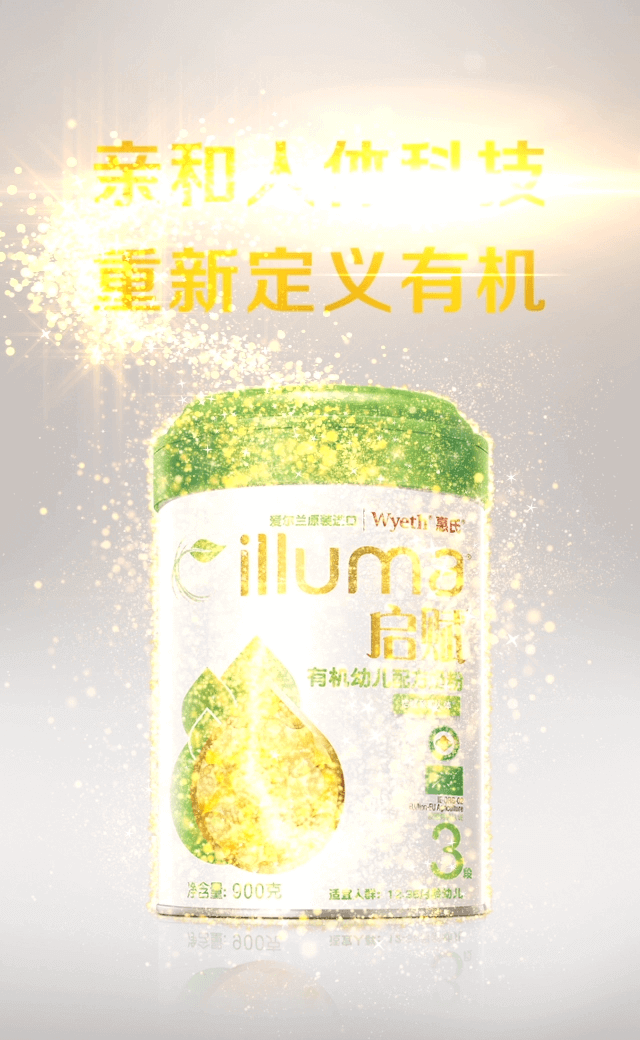 亲和人体科技
重新定义有机
爱尔兰原装进口 Wyeth 惠氏
illuma
启赋
有机幼儿配方奶粉
3段
净含量: 900克